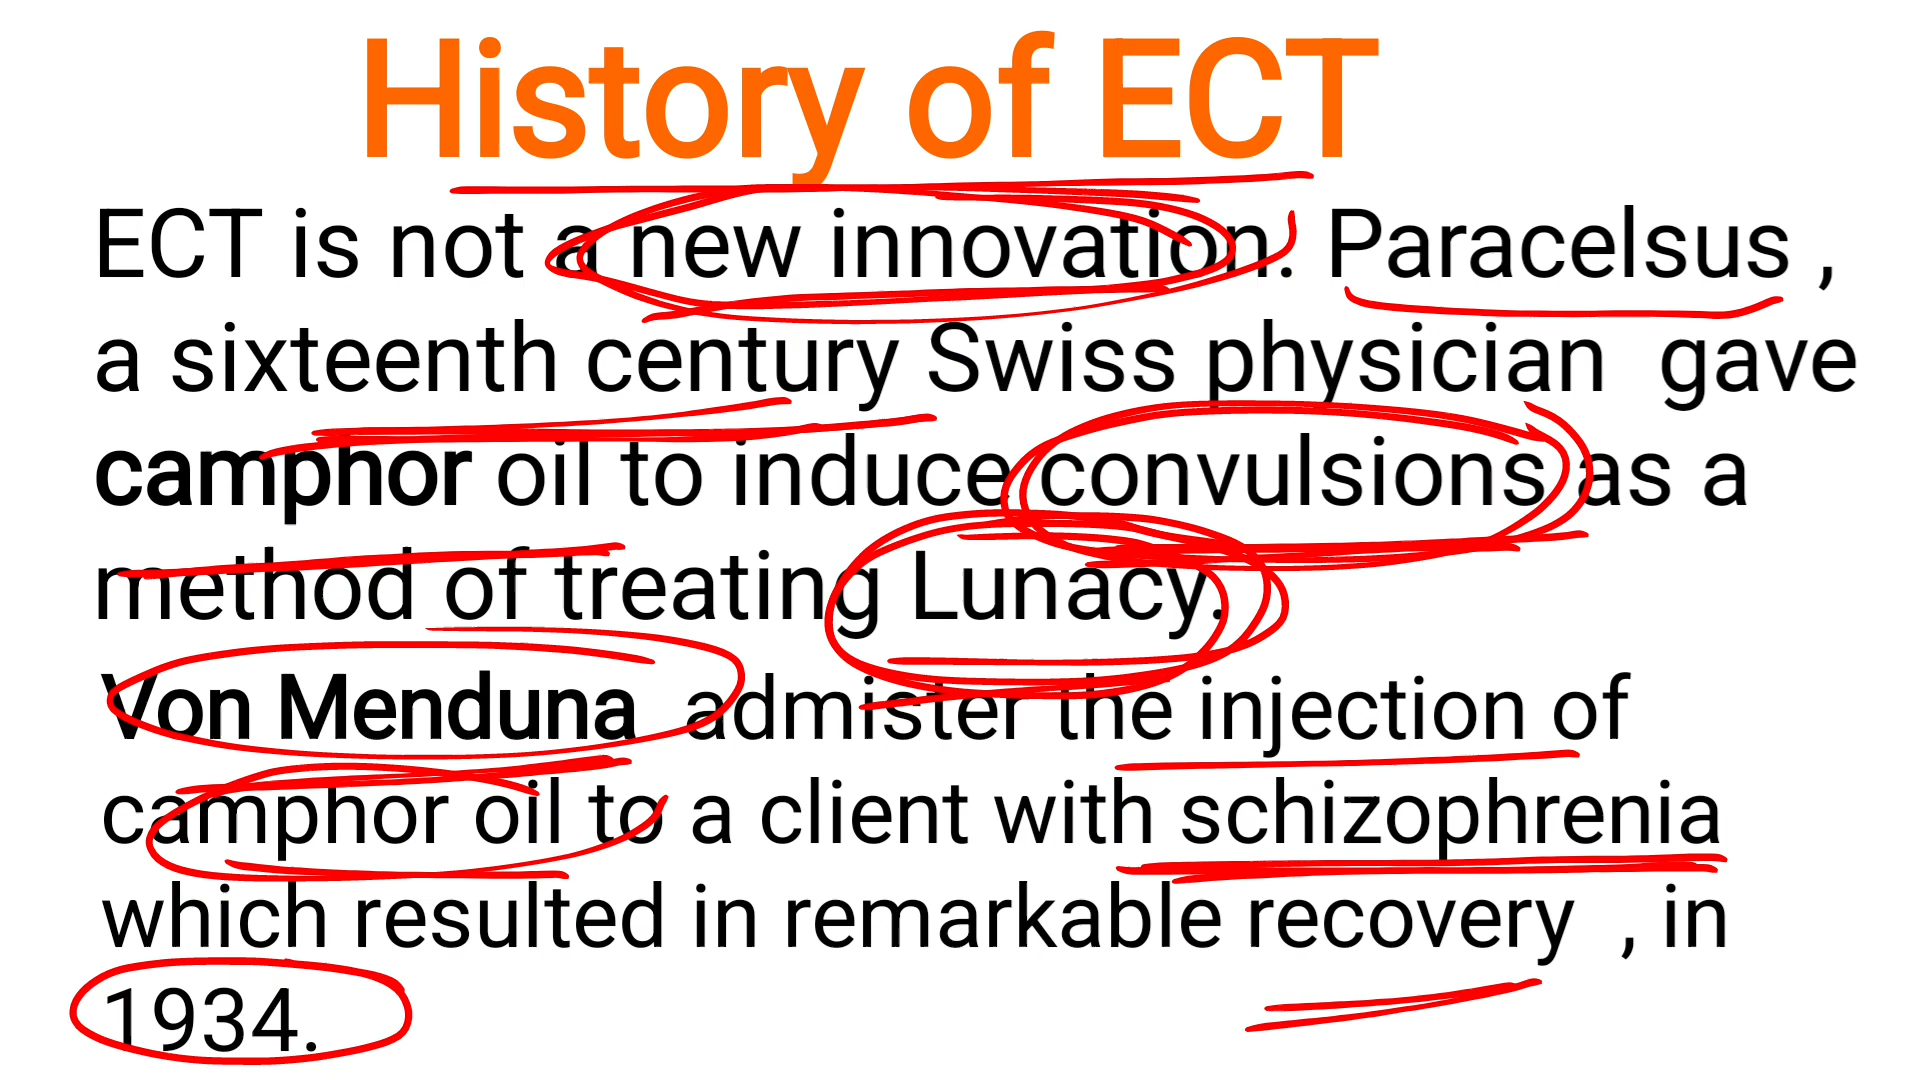 History of ECT
ECT is not a new innovation. Paracelsus ,
a sixteenth century Swiss physician gave
camphor oil to induce convulsions as a
method of treating Lunacy.
Von Menduna admister the injection of
camphor oil to a client with schizophrenia
which resulted in remarkable recovery , in
1934.